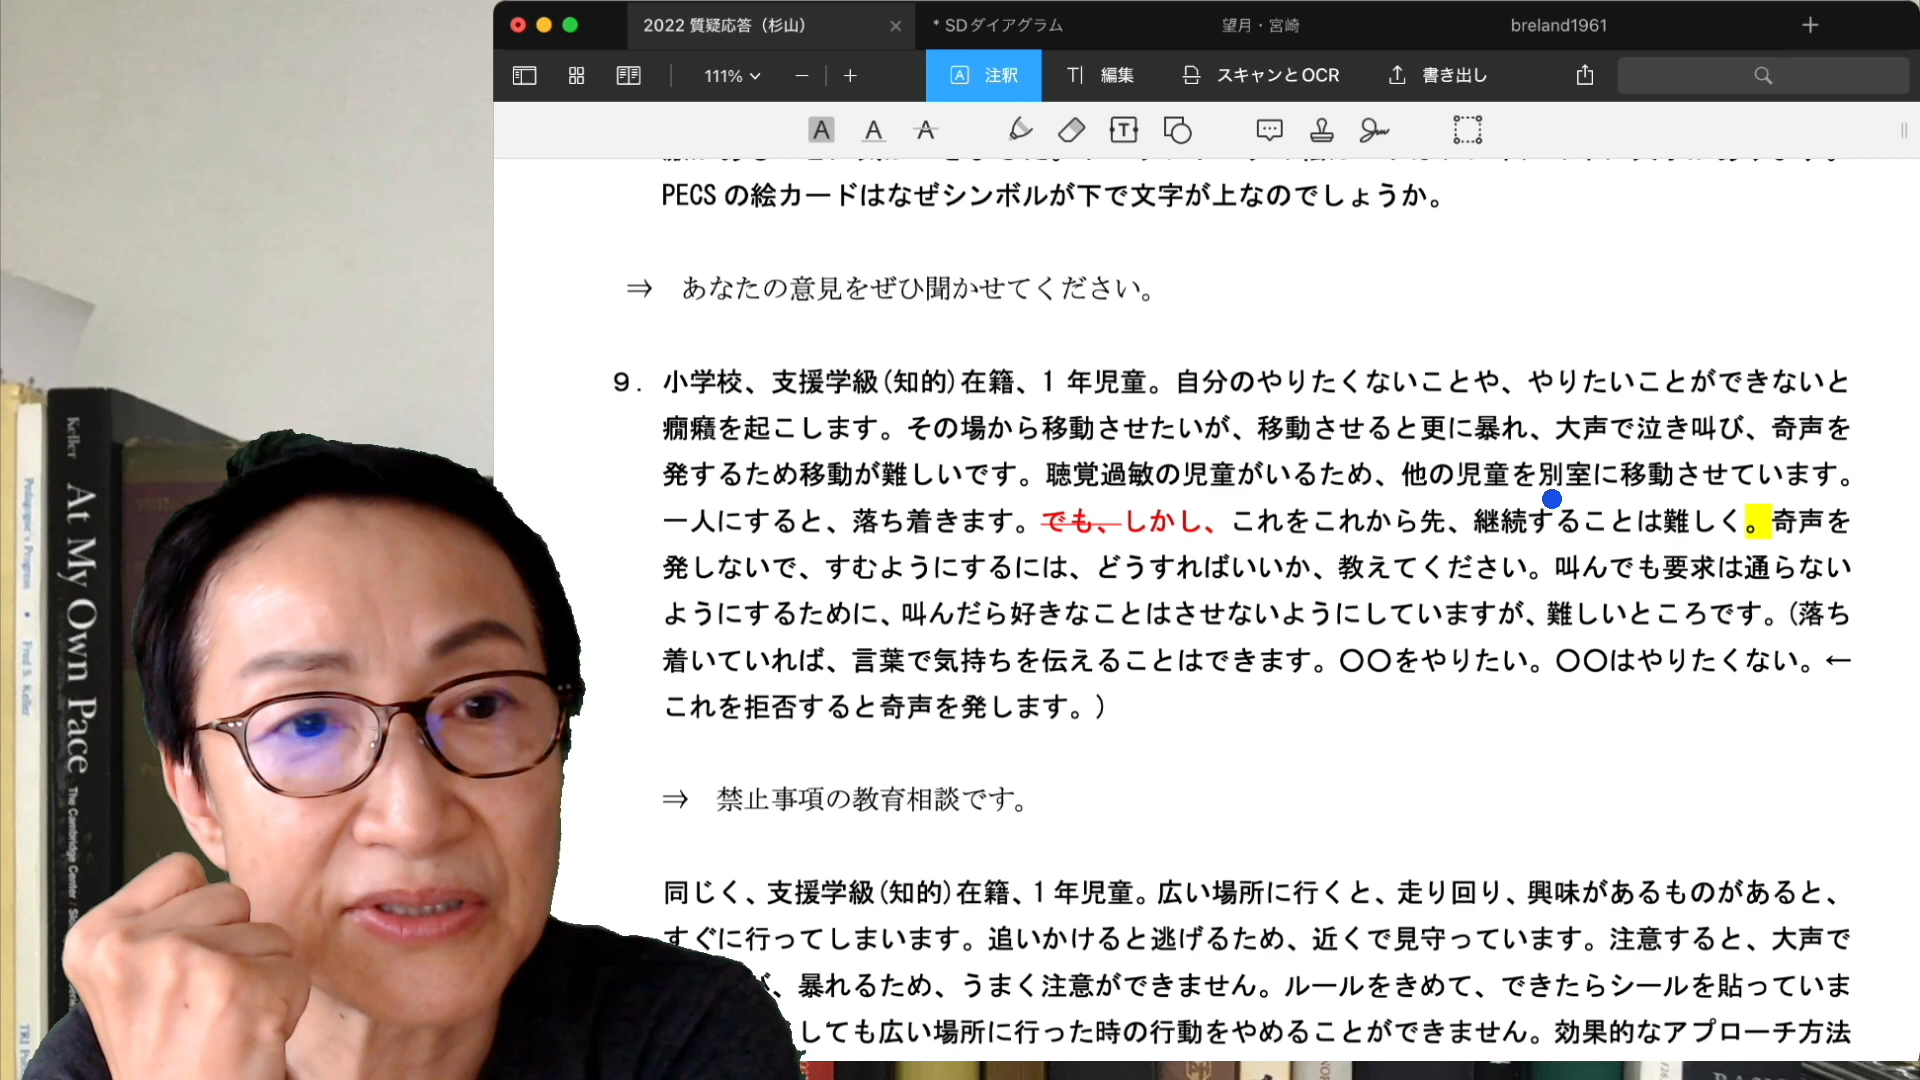 2022 質疑応答（杉山）
* SDダイアグラム
望月・宮崎
breland1961
111%
注釈
編集
スキャンとOCR
書き出し
PECS の絵カードはなぜシンボルが下で文字が上なのでしょうか。
⇒ あなたの意見をぜひ聞かせてください。
９. 小学校、支援学級(知的)在籍、1 年児童。自分のやりたくないことや、やりたいことができないと
癇癪を起こします。その場から移動させたいが、移動させると更に暴れ、大声で泣き叫び、奇声を
発するため移動が難しいです。聴覚過敏の児童がいるため、他の児童を別室に移動させています。
一人にすると、落ち着きます。でも、しかし、これをこれから先、継続することは難しく。奇声を
発しないで、すむようにするには、どうすればいいか、教えてください。叫んでも要求は通らない
ようにするために、叫んだら好きなことはさせないようにしていますが、難しいところです。(落ち
着いていれば、言葉で気持ちを伝えることはできます。〇〇をやりたい。〇〇はやりたくない。←
これを拒否すると奇声を発します。)
⇒ 禁止事項の教育相談です。
同じく、支援学級(知的)在籍、1 年児童。広い場所に行くと、走り回り、興味があるものがあると、
すぐに行ってしまいます。追いかけると逃げるため、近くで見守っています。注意すると、大声で
、暴れるため、うまく注意ができません。ルールをきめて、できたらシールを貼っていま
しても広い場所に行った時の行動をやめることができません。効果的なアプローチ方法
Keller
At My Own Pace
The Cambridge Center
Pedagogue's Progress • Fred S. Keller